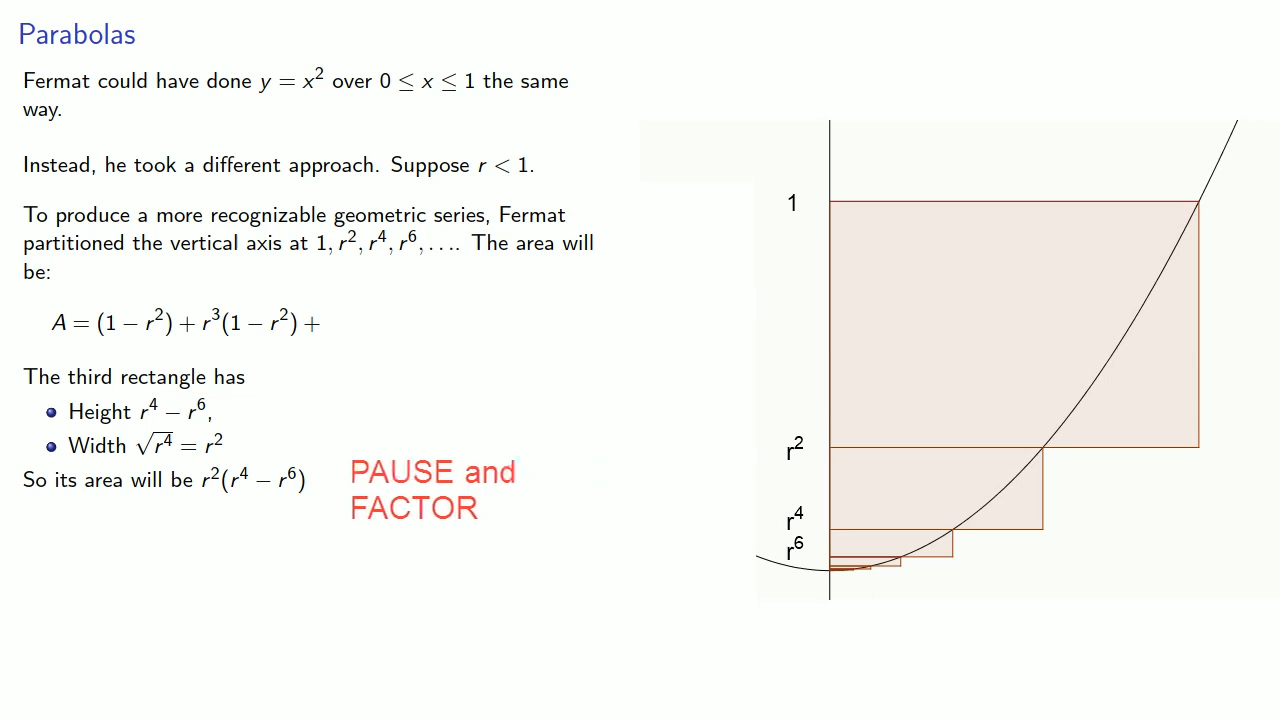 Parabolas
Fermat could have done y = x² over 0 ≤ x ≤ 1 the same
way.
Instead, he took a different approach. Suppose r < 1.
To produce a more recognizable geometric series, Fermat
partitioned the vertical axis at 1, r², r⁴, r⁶, .... The area will
be:
A = (1 − r²) + r³(1 − r²) +
The third rectangle has
Height r⁴ − r⁶,
Width √r⁴ = r²
So its area will be r²(r⁴ − r⁶)
PAUSE and
FACTOR
1
r²
r⁴
r⁶